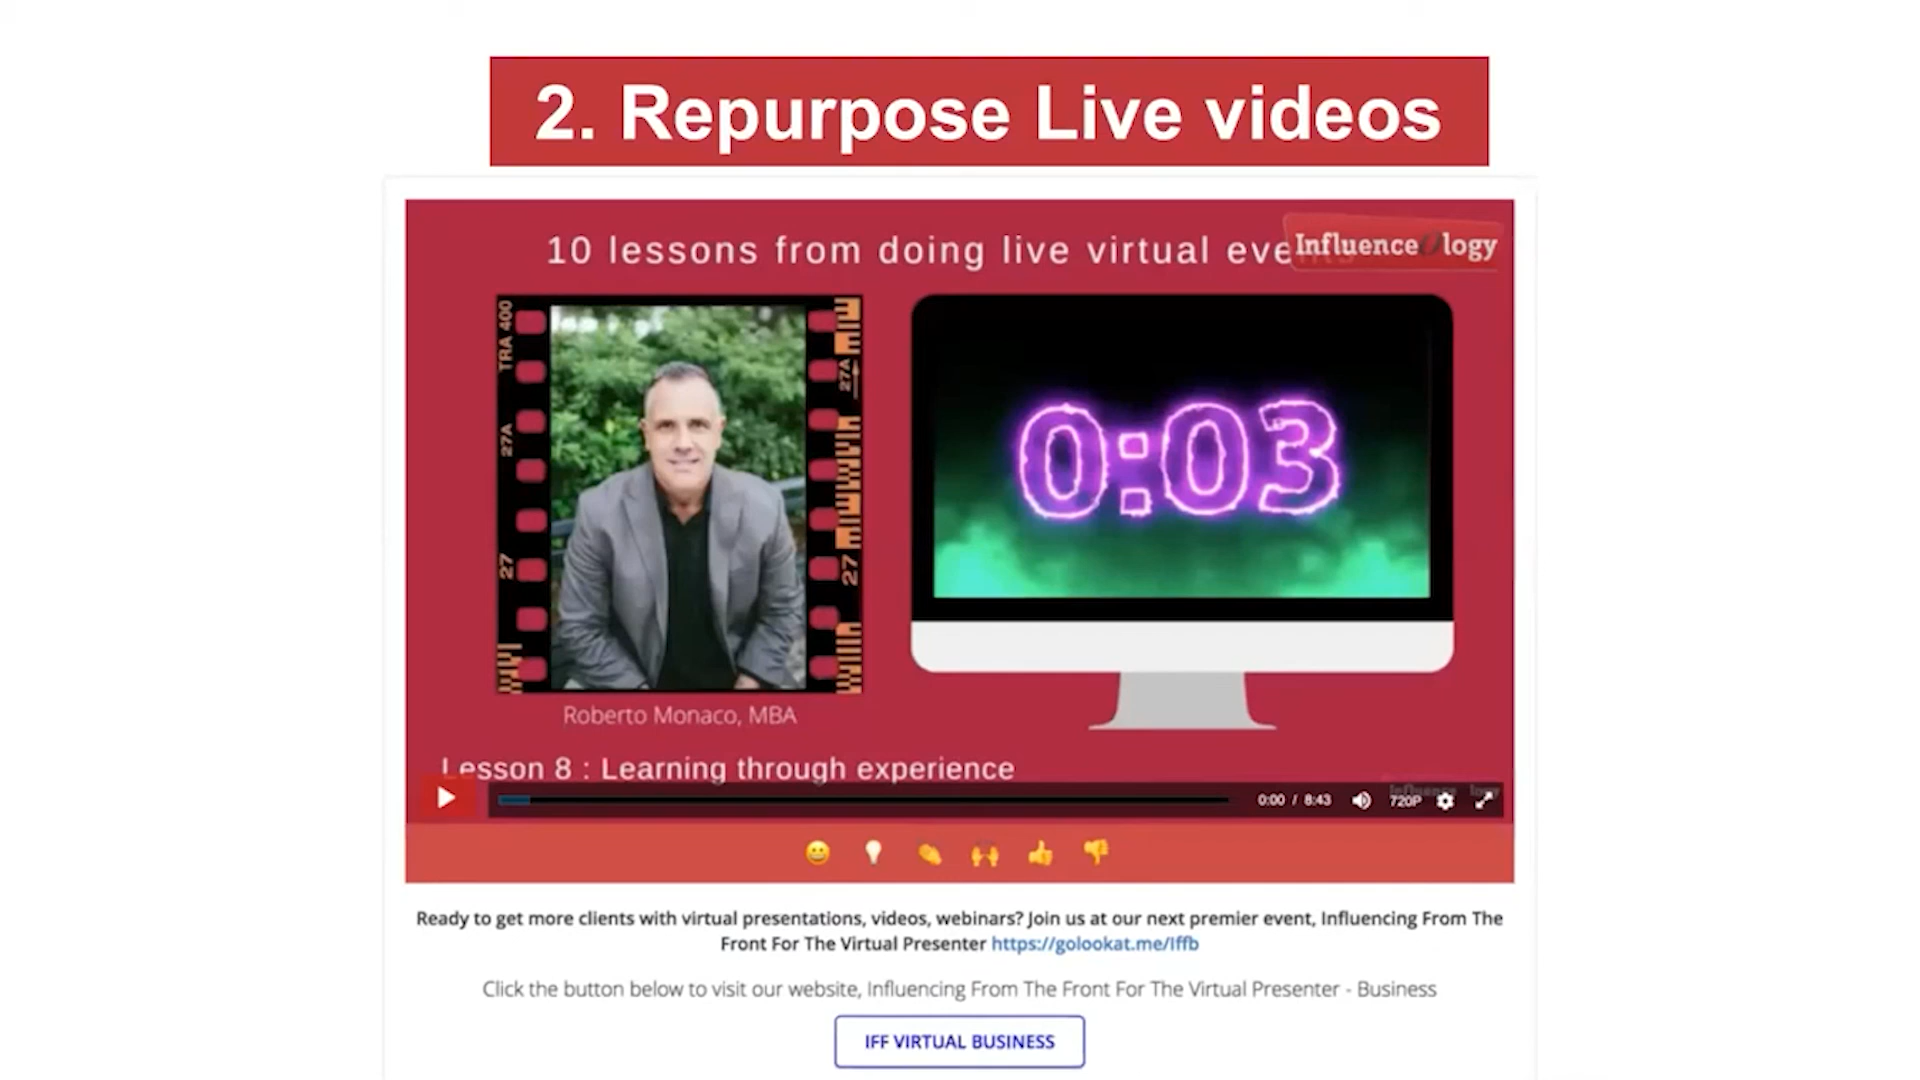 2. Repurpose Live videos
10 lessons from doing live virtual eve
InfluenceOlogy
TRA 400
27A
27A
27
27
0:03
Roberto Monaco, MBA
Lesson 8 : Learning through experience
0:00 / 8:43
720P
Ready to get more clients with virtual presentations, videos, webinars? Join us at our next premier event, Influencing From The
Front For The Virtual Presenter https://golookat.me/Iffb
Click the button below to visit our website, Influencing From The Front For The Virtual Presenter - Business
IFF VIRTUAL BUSINESS